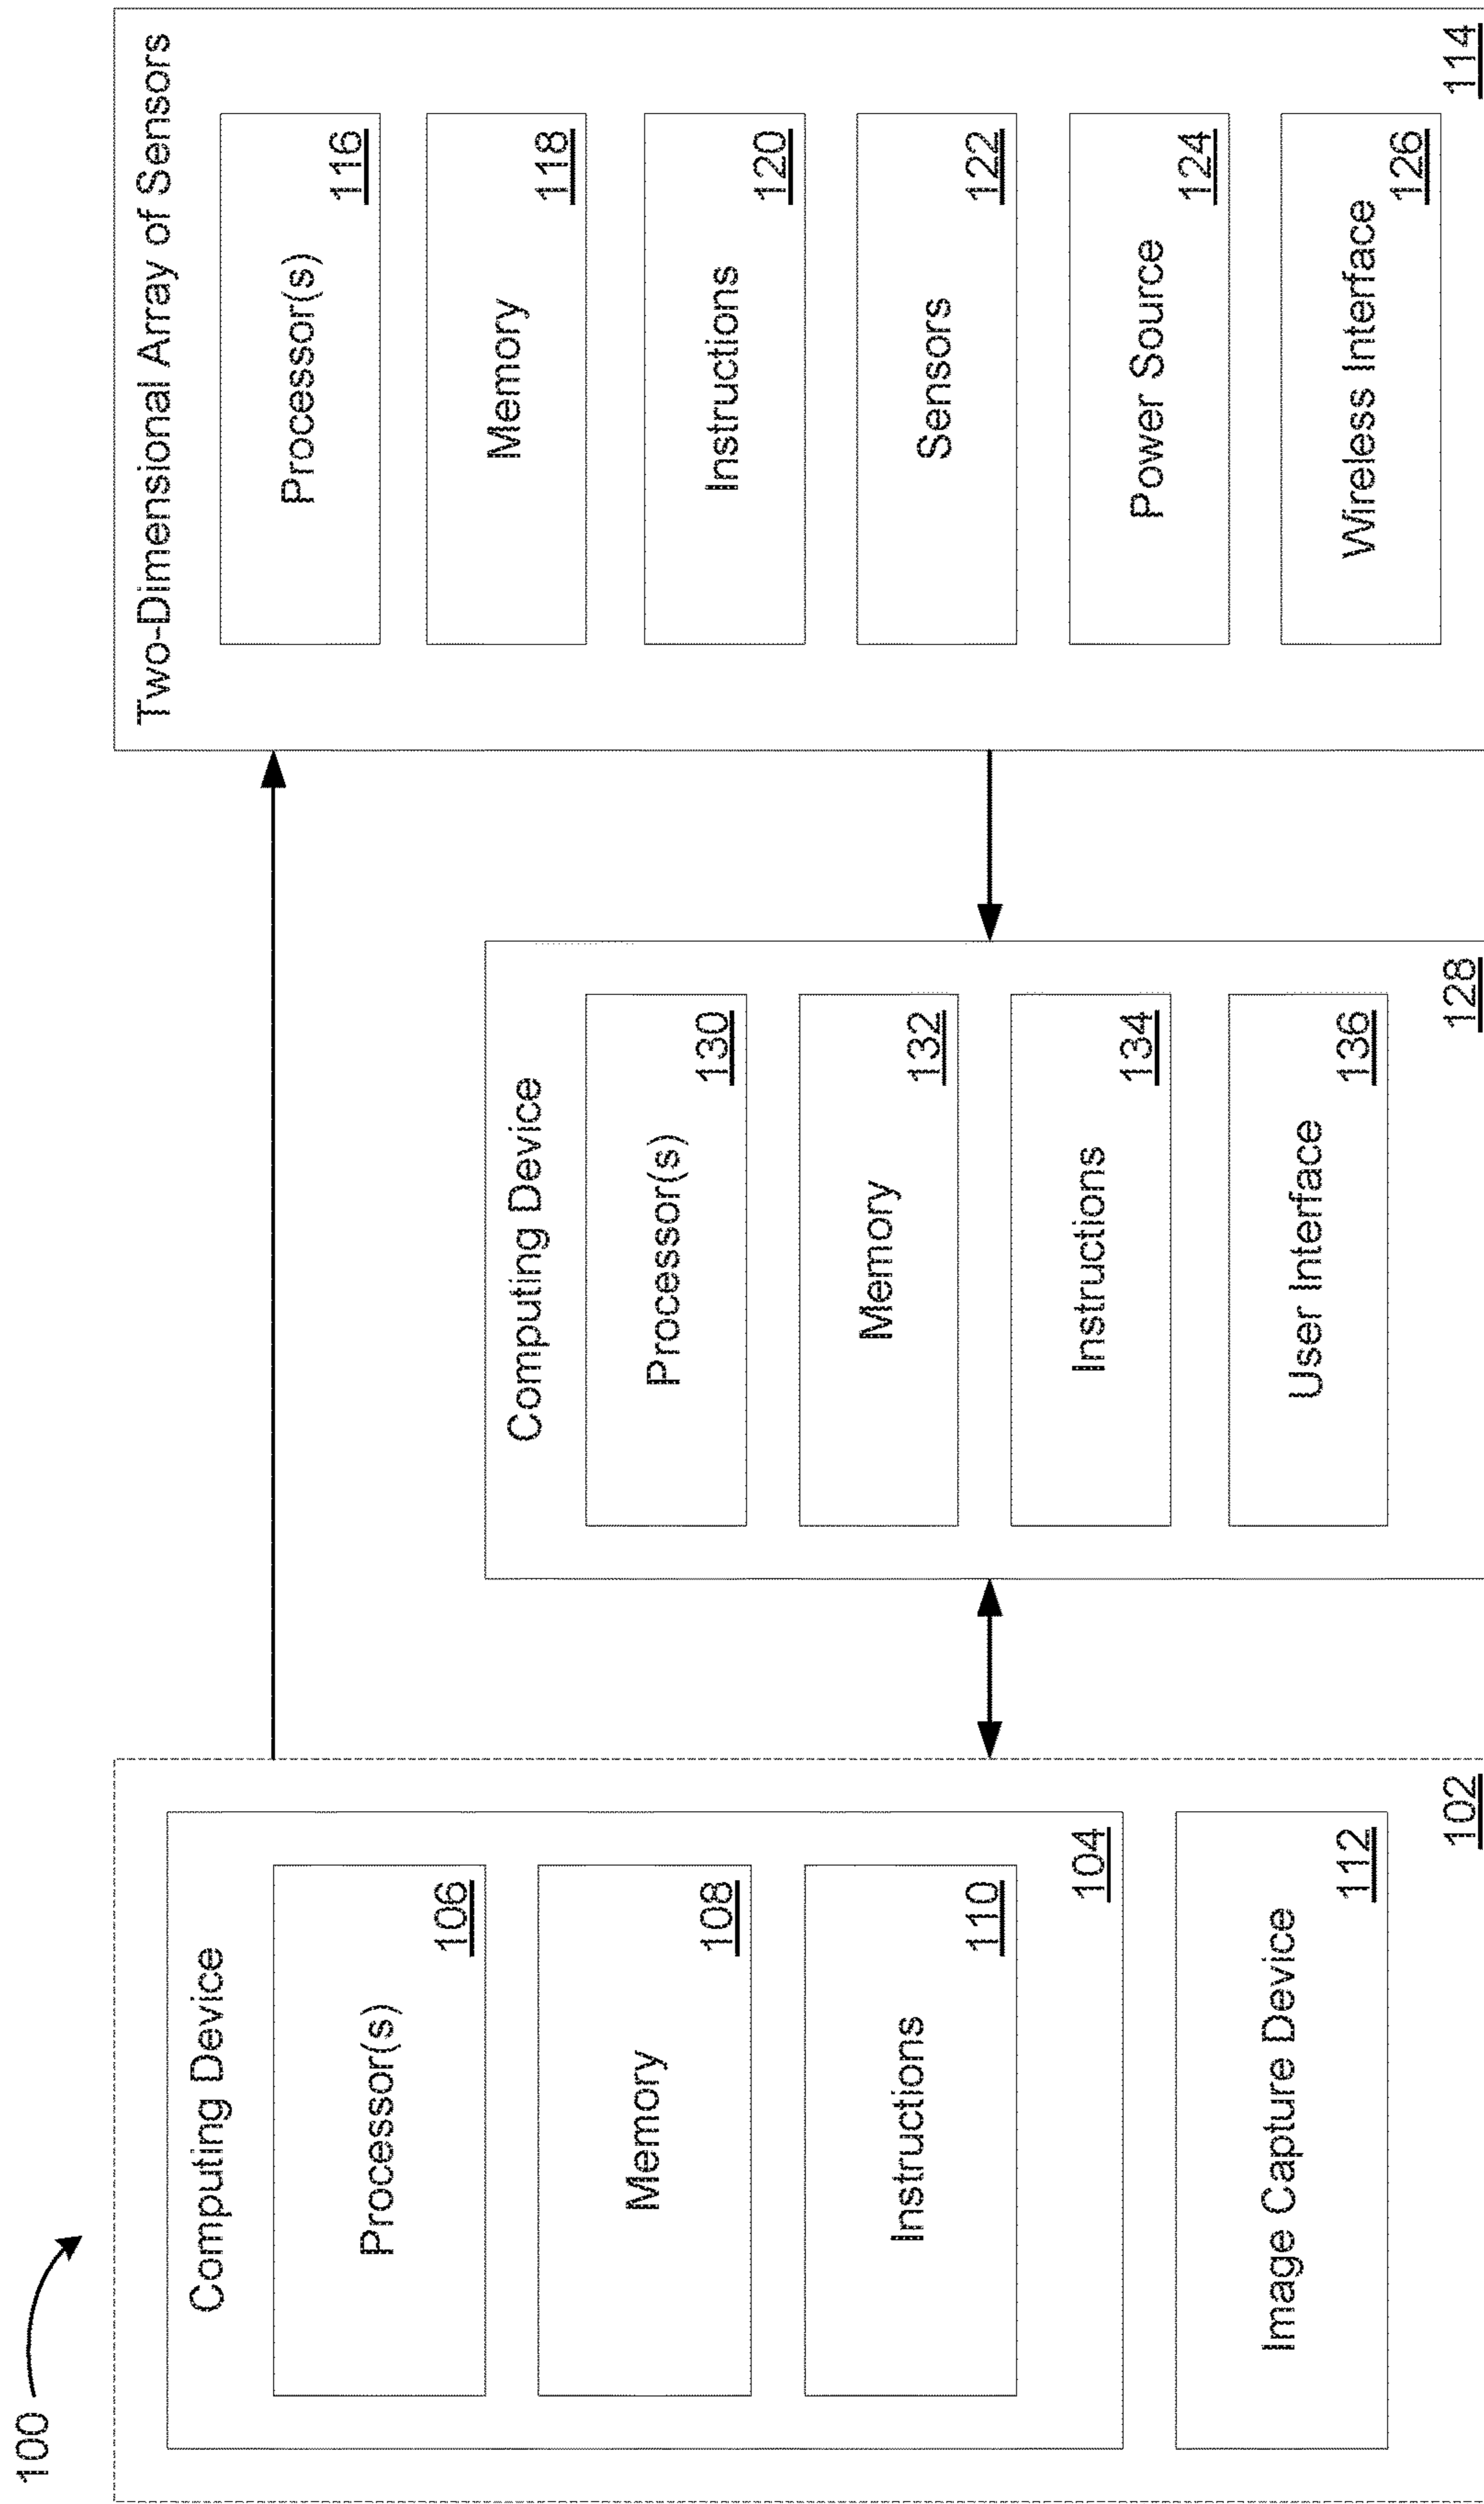 100
Computing Device
Processor(s)
106
Memory
108
Instructions
110
104
Image Capture Device
112
102
Computing Device
Processor(s)
130
Memory
132
Instructions
134
User Interface
136
128
Two-Dimensional Array of Sensors
Processor(s)
116
Memory
118
Instructions
120
Sensors
122
Power Source
124
Wireless Interface
126
114